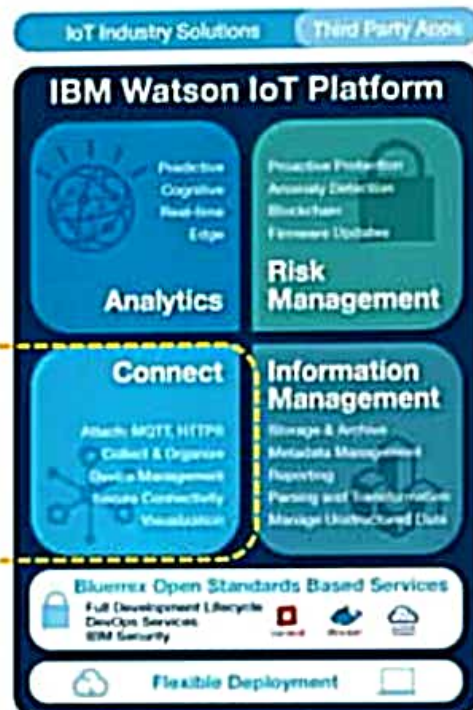 IoT Industry Solutions
Third Party Apps
IBM Watson IoT Platform
Predictive
Cognitive
Real-time
Edge
Analytics
Proactive Protection
Anomaly Detection
Blockchain
Firmware Updates
Risk
Management
Connect
Attach: MQTT, HTTPS
Collect & Organize
Device Management
Secure Connectivity
Visualization
Information
Management
Storage & Archive
Metadata Management
Reporting
Parsing and Transformation
Manage Unstructured Data
Bluemix Open Standards Based Services
Full Development Lifecycle
DevOps Services
IBM Security
Flexible Deployment